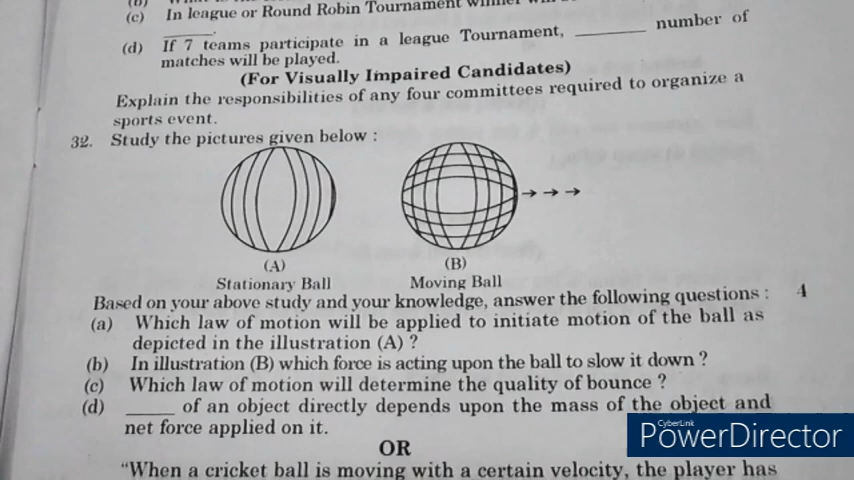 (c) In league or Round Robin Tournament
______.
(d) If 7 teams participate in a league Tournament, ______ number of
matches will be played.
(For Visually Impaired Candidates)
Explain the responsibilities of any four committees required to organize a
sports event.
32. Study the pictures given below :
(A) (B)
Stationary Ball Moving Ball
Based on your above study and your knowledge, answer the following questions : 4
(a) Which law of motion will be applied to initiate motion of the ball as
depicted in the illustration (A) ?
(b) In illustration (B) which force is acting upon the ball to slow it down ?
(c) Which law of motion will determine the quality of bounce ?
(d) _____ of an object directly depends upon the mass of the object and
net force applied on it.
OR
“When a cricket ball is moving with a certain velocity, the player has
CyberLink
PowerDirector